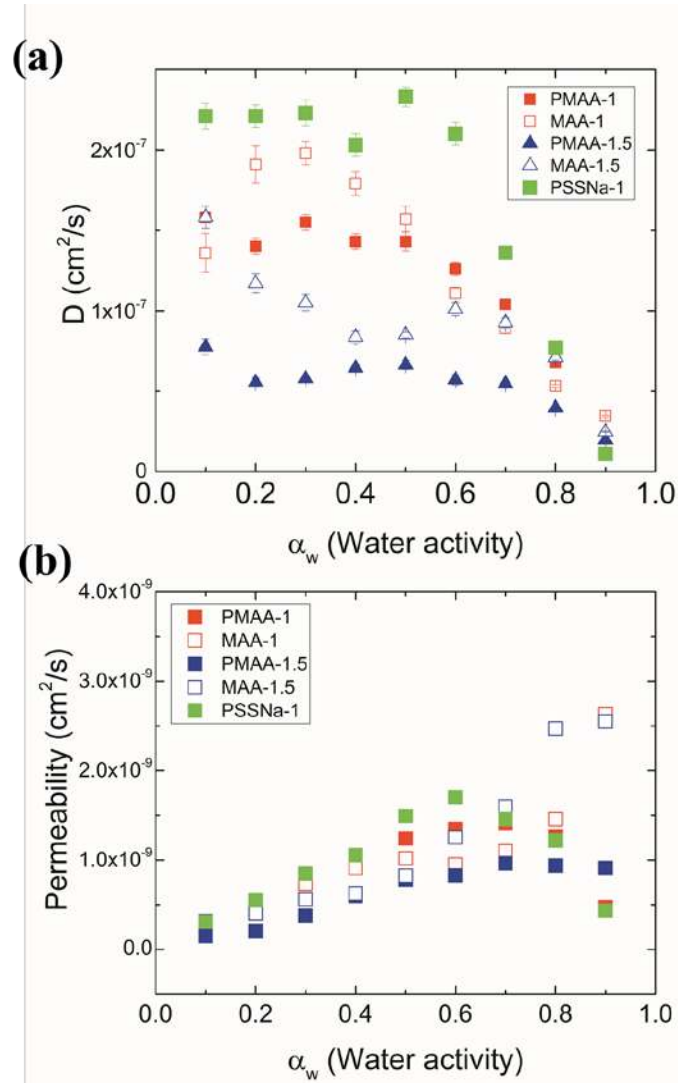 (a)
2x10⁻⁷
1x10⁻⁷
0
D (cm²/s)
PMAA-1
MAA-1
PMAA-1.5
MAA-1.5
PSSNa-1
0.0 0.2 0.4 0.6 0.8 1.0
α_w (Water activity)
(b)
4.0x10⁻⁹
3.0x10⁻⁹
2.0x10⁻⁹
1.0x10⁻⁹
0.0
Permeability (cm²/s)
PMAA-1
MAA-1
PMAA-1.5
MAA-1.5
PSSNa-1
0.0 0.2 0.4 0.6 0.8 1.0
α_w (Water activity)